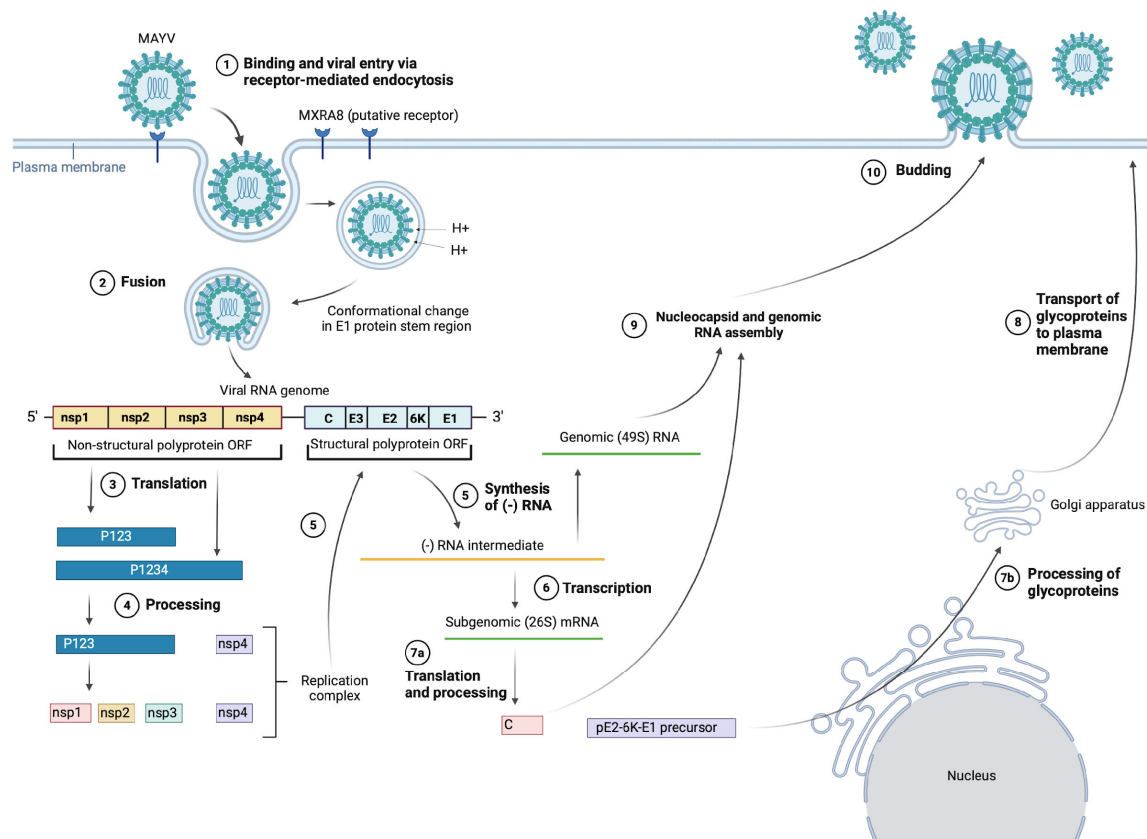 MAYV
1 Binding and viral entry via
receptor-mediated endocytosis
MXRA8 (putative receptor)
Plasma membrane
H+
H+
2 Fusion
Conformational change
in E1 protein stem region
Viral RNA genome
5' nsp1 nsp2 nsp3 nsp4 C E3 E2 6K E1 3'
Non-structural polyprotein ORF
Structural polyprotein ORF
3 Translation
P123
P1234
4 Processing
P123
nsp4
nsp1 nsp2 nsp3 nsp4
Replication
complex
5
5 Synthesis
of (-) RNA
(-) RNA intermediate
Genomic (49S) RNA
6 Transcription
Subgenomic (26S) mRNA
7a
Translation
and processing
C
pE2-6K-E1 precursor
7b Processing of
glycoproteins
Golgi apparatus
Nucleus
8 Transport of
glycoproteins
to plasma
membrane
9 Nucleocapsid and genomic
RNA assembly
10 Budding